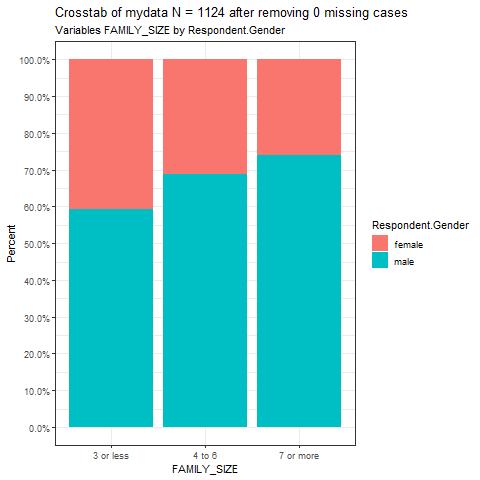 Crosstab of mydata N = 1124 after removing 0 missing cases
Variables FAMILY_SIZE by Respondent.Gender
100.0%
90.0%
80.0%
70.0%
60.0%
50.0%
40.0%
30.0%
20.0%
10.0%
0.0%
Percent
3 or less
4 to 6
7 or more
FAMILY_SIZE
Respondent.Gender
female
male